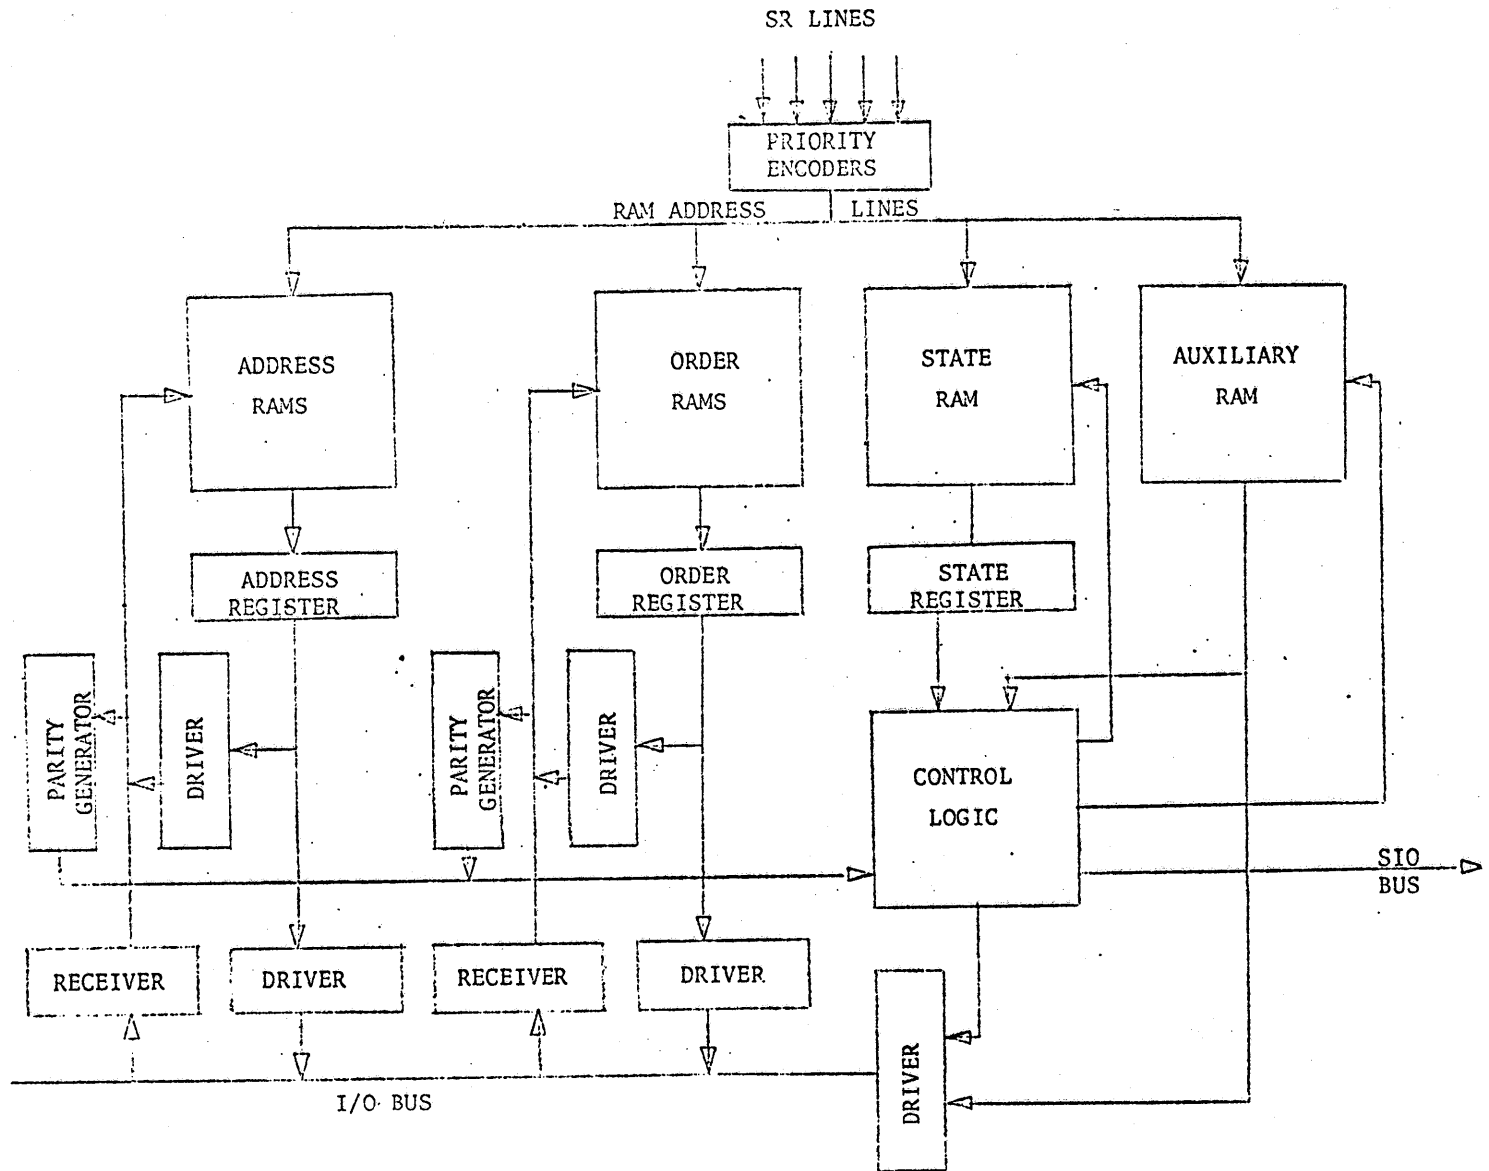 SR LINES
PRIORITY
ENCODERS
RAM ADDRESS LINES
ADDRESS
RAMS
ORDER
RAMS
STATE
RAM
AUXILIARY
RAM
ADDRESS
REGISTER
ORDER
REGISTER
STATE
REGISTER
PARITY
GENERATOR
DRIVER
PARITY
GENERATOR
DRIVER
CONTROL
LOGIC
SIO
BUS
RECEIVER
DRIVER
RECEIVER
DRIVER
DRIVER
I/O BUS